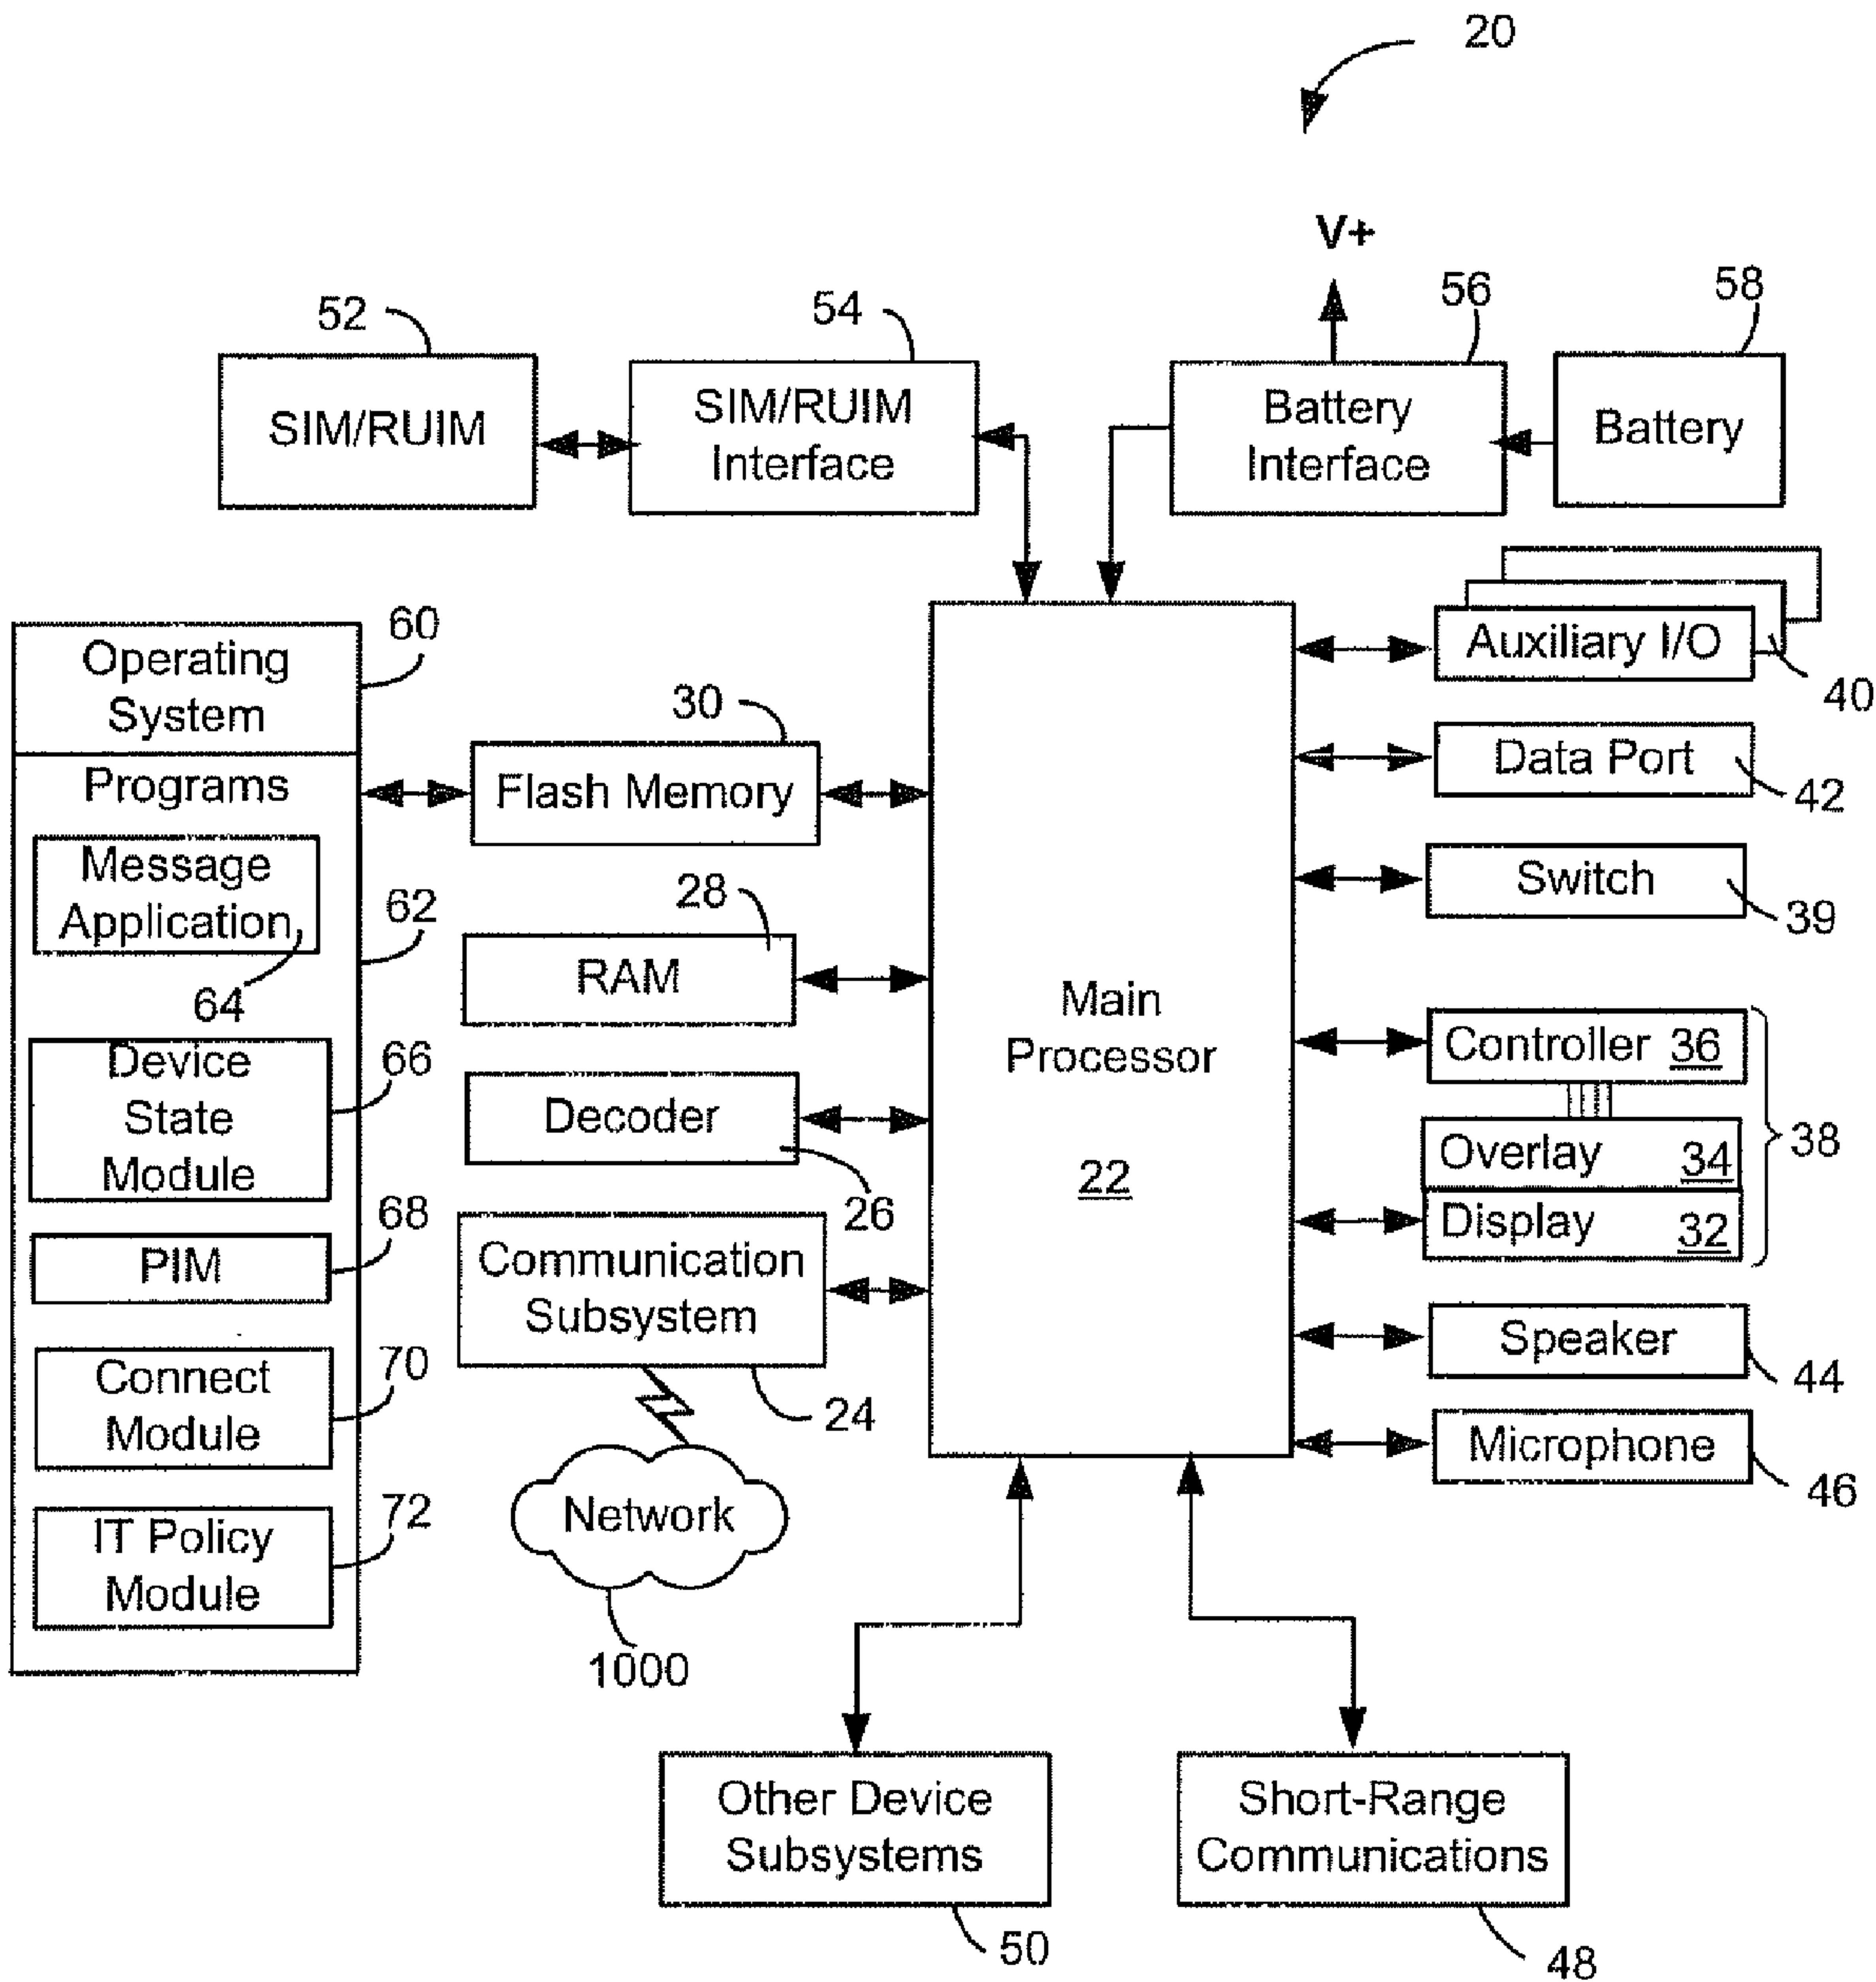 20
V+
52
54
56
58
SIM/RUIM
SIM/RUIM
Interface
Battery
Interface
Battery
Operating
System
60
Programs
Message
Application
64
62
Device
State
Module
66
PIM
68
Connect
Module
70
IT Policy
Module
72
30
Flash Memory
28
RAM
Decoder
26
Communication
Subsystem
24
Network
1000
Main
Processor
22
Auxiliary I/O
40
Data Port
42
Switch
39
Controller 36
Overlay 34
Display 32
38
Speaker
44
Microphone
46
Other Device
Subsystems
50
Short-Range
Communications
48